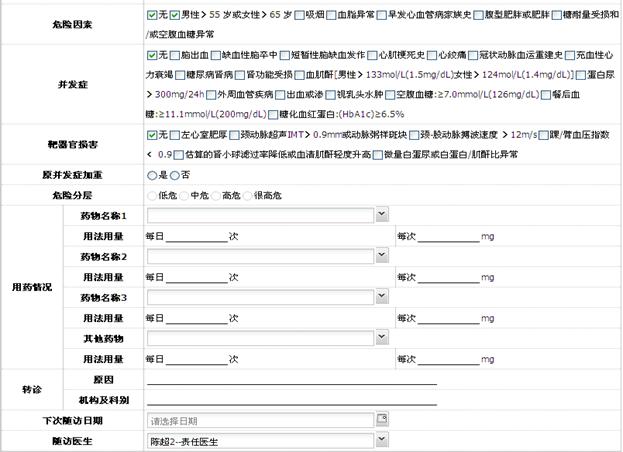 危险因素
无 男性> 55 岁或女性> 65 岁 吸烟 血脂异常 早发心血管病家族史 腹型肥胖或肥胖 糖耐量受损和
/或空腹血糖异常
并发症
无 脑出血 缺血性脑卒中 短暂性脑缺血发作 心肌梗死史 心绞痛 冠状动脉血运重建史 充血性心
力衰竭 糖尿病肾病 肾功能受损 血肌酐[男性> 133mol/L(1.5mg/dL)女性> 124mol/L(1.4mg/dL)] 蛋白尿
> 300mg/24h 外周血管疾病 出血或渗 视乳头水肿 空腹血糖:≥7.0mmol/L(126mg/dL) 餐后血
糖:≥11.1mmol/L(200mg/dL) 糖化血红蛋白:(HbA1c)≥6.5%
靶器官损害
无 左心室肥厚 颈动脉超声IMT> 0.9mm或动脉粥样斑块 颈-股动脉搏波速度 > 12m/s 踝/臂血压指数
< 0.9 估算的肾小球滤过率降低或血清肌酐轻度升高 微量白蛋尿或白蛋白/肌酐比异常
原并发症加重
是 否
危险分层
低危 中危 高危 很高危
用药情况
药物名称1
用法用量
每日 次 每次 mg
药物名称2
用法用量
每日 次 每次 mg
药物名称3
用法用量
每日 次 每次 mg
其他药物
用法用量
每日 次 每次 mg
转诊
原因
机构及科别
下次随访日期
请选择日期
随访医生
陈超2--责任医生